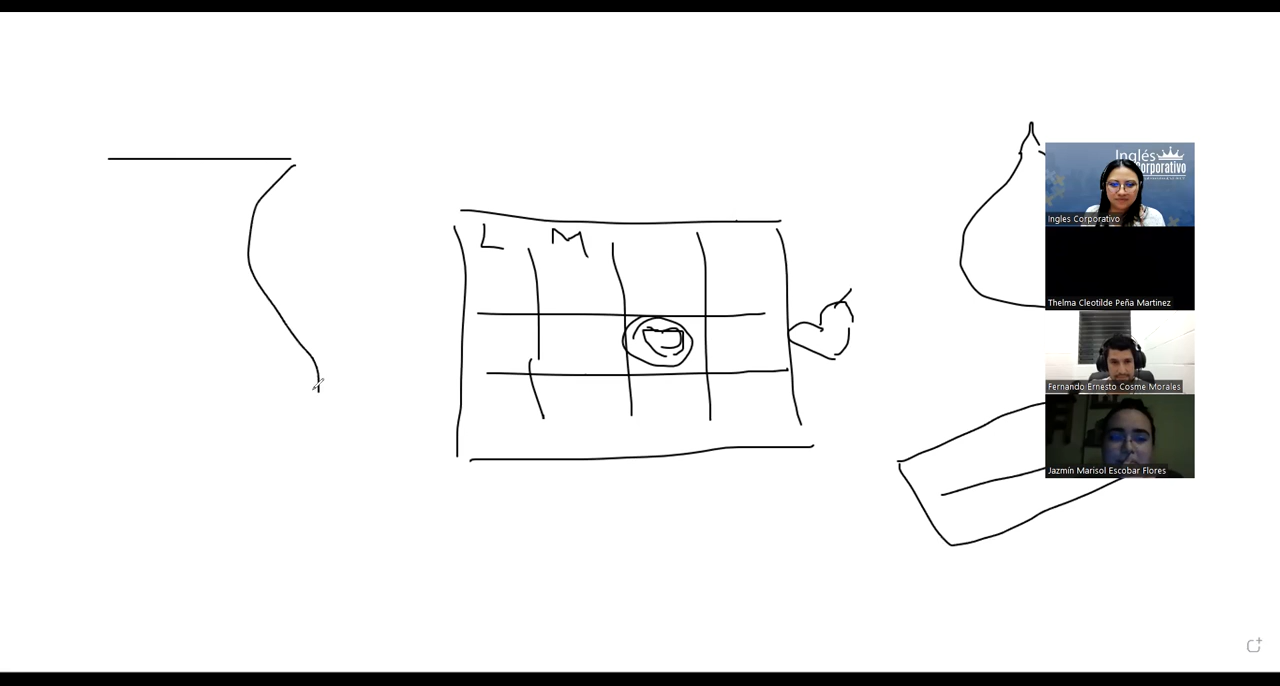 L M
Inglés
Corporativo
Ingles Corporativo
Thelma Cleotilde Peña Martinez
Fernando Ernesto Cosme Morales
Jazmín Marisol Escobar Flores